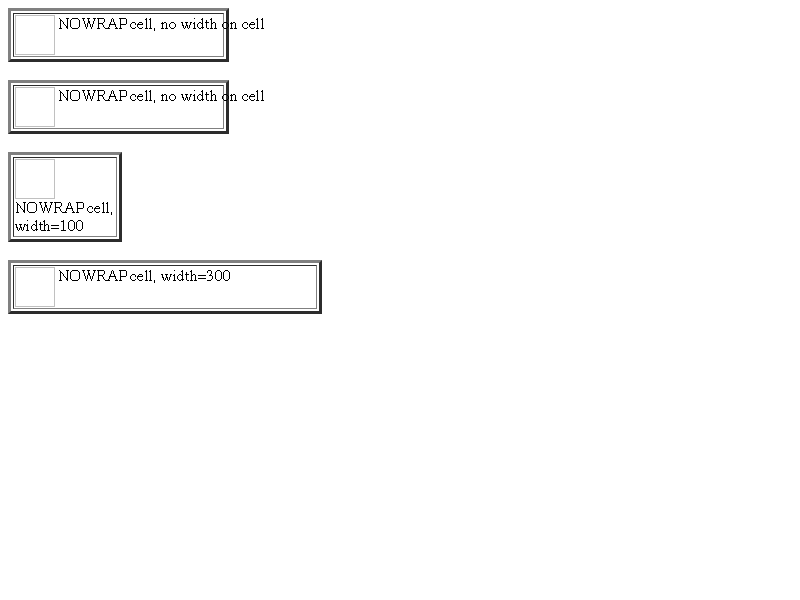 NOWRAP cell, no width on cell
NOWRAP cell, no width on cell
NOWRAP cell,
width=100
NOWRAP cell, width=300